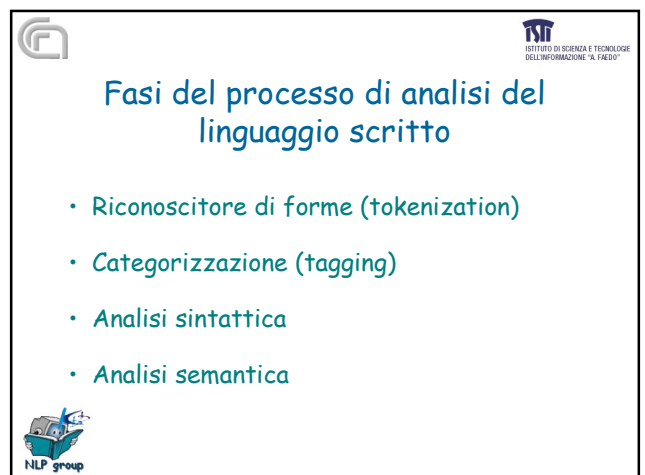 ISTI
ISTITUTO DI SCIENZA E TECNOLOGIE
DELL'INFORMAZIONE "A. FAEDO"
Fasi del processo di analisi del
linguaggio scritto
• Riconoscitore di forme (tokenization)
• Categorizzazione (tagging)
• Analisi sintattica
• Analisi semantica
NLP group